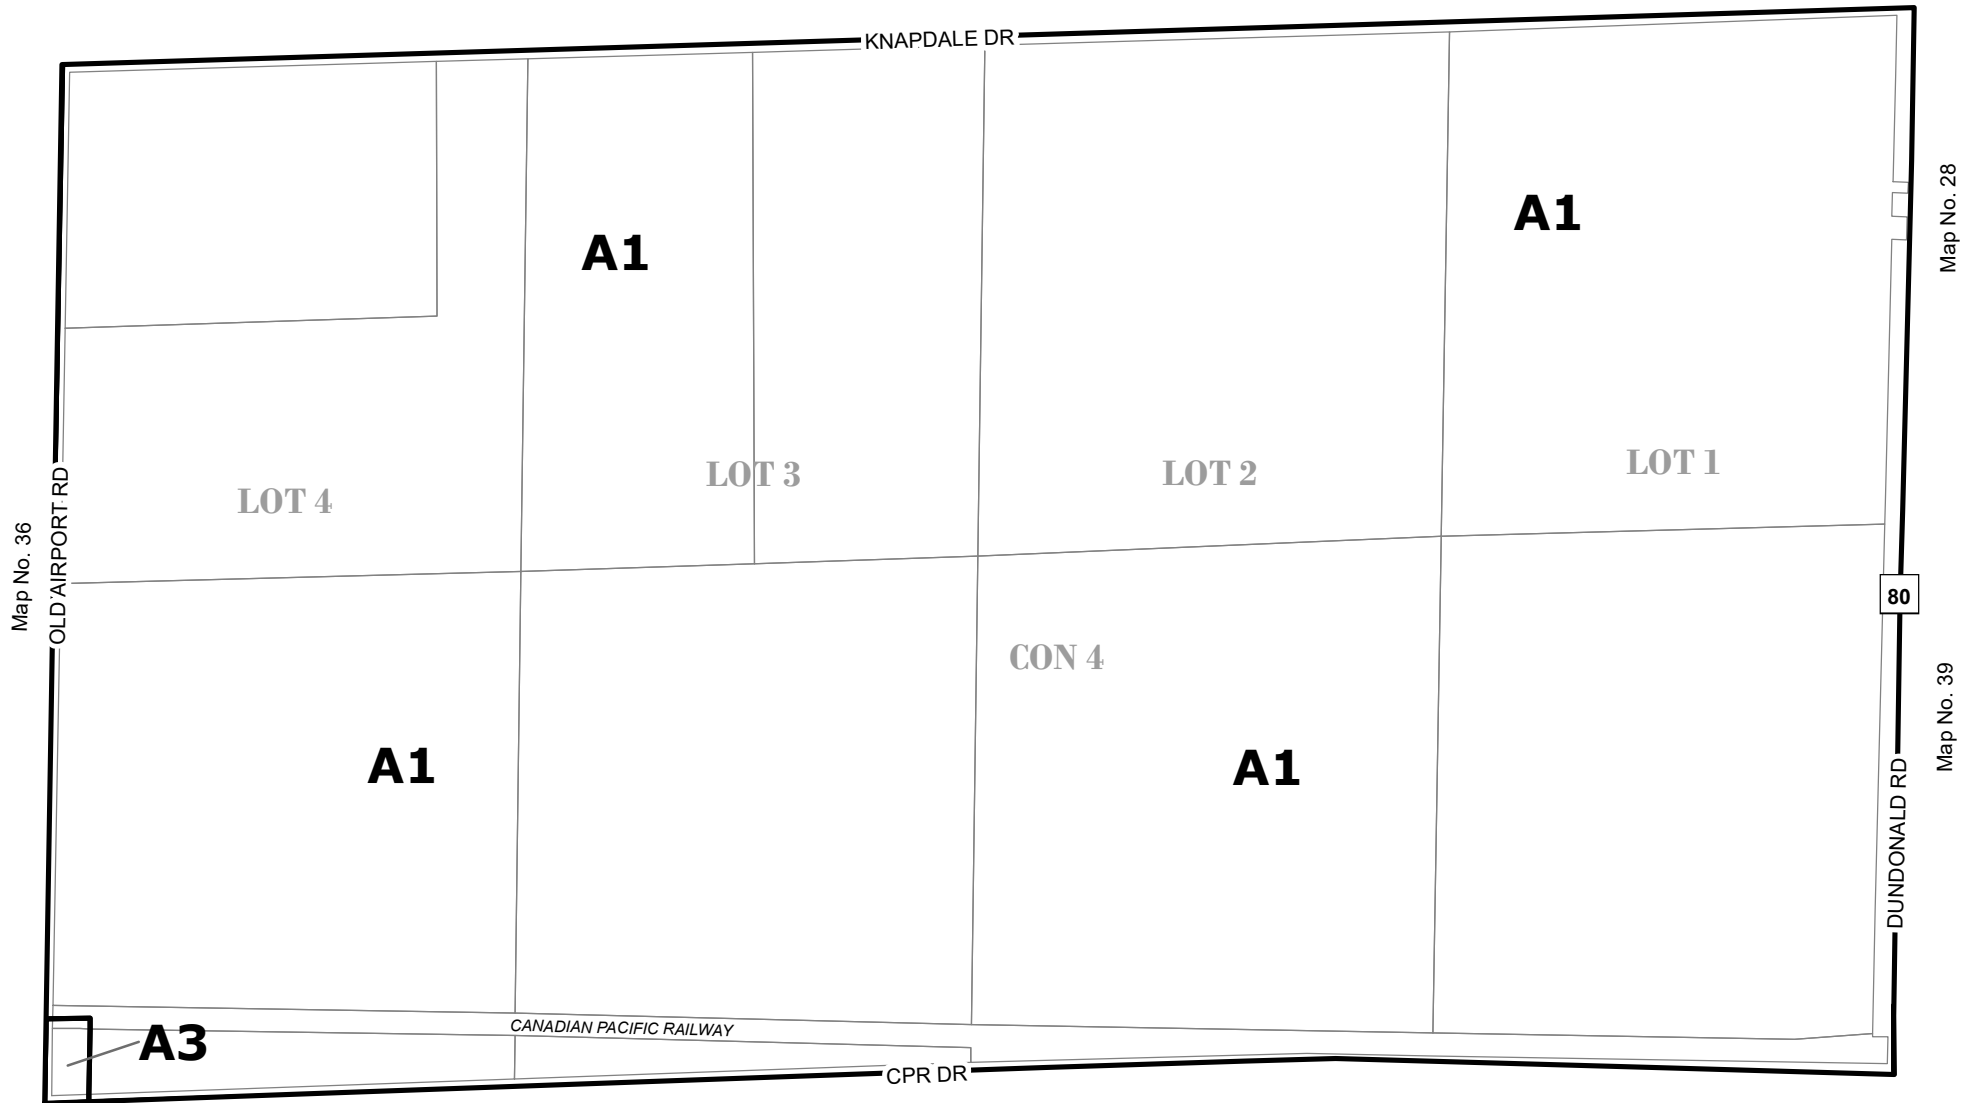 KNAPDALE DR
A1
Map No. 28
A1
LOT 1
LOT 3
LOT 2
LOT 4
OLD AIRPORT RD
Map No. 36
80
CON 4
Map No. 39
A1
A1
DUNDONALD RD
CANADIAN PACIFIC RAILWAY
A3
CPR DR